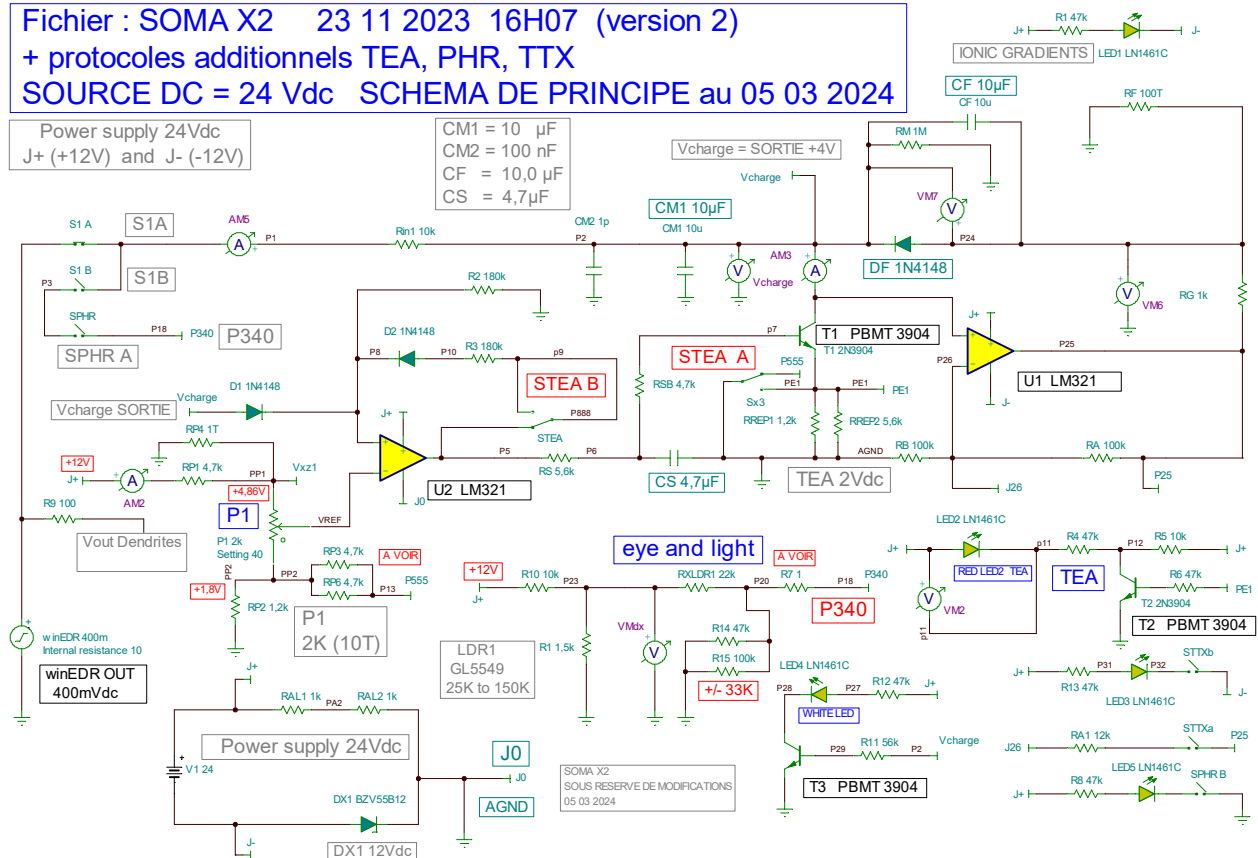 Fichier : SOMA X2 23 11 2023 16H07 (version 2)
+ protocoles additionnels TEA, PHR, TTX
SOURCE DC = 24 Vdc SCHEMA DE PRINCIPE au 05 03 2024
J+
R1 47k
J-
IONIC GRADIENTS
LED1 LN1461C
Power supply 24Vdc
J+ (+12V) and J- (-12V)
CM1 = 10 µF
CM2 = 100 nF
CF = 10,0 µF
CS = 4,7µF
Vcharge = SORTIE +4V
Vcharge
CF 10µF
CF 10u
RM 1M
RF 100T
VM7
V
S1 A
S1A
AM5
A
P1
Rin1 10k
P2
CM2 1p
CM1 10µF
CM1 10u
V
Vcharge
AM3
A
DF 1N4148
P24
V
VM6
RG 1k
S1 B
S1B
P3
SPHR
P18
P340
P340
SPHR A
R2 180k
D2 1N4148
P8
P10
R3 180k
p9
STEA B
P888
STEA
p7
T1 PBMT 3904
T1 2N3904
STEA A
P555
PE1
Sx3
RSB 4,7k
PE1
PE1
RREP1 1,2k
RREP2 5,6k
J+
P26
P25
U1 LM321
J-
Vcharge SORTIE
Vcharge
D1 1N4148
J+
U2 LM321
J0
P5
RS 5,6k
P6
CS 4,7µF
AGND
TEA 2Vdc
RB 100k
RA 100k
J26
P25
RP4 1T
+12V
J+
A
AM2
RP1 4,7k
PP1
Vxz1
+4,86V
P1
VREF
P1 2k
Setting 40
R9 100
Vout Dendrites
PP2
+1,8V
RP2 1,2k
PP2
RP3 4,7k
RP6 4,7k
A VOIR
P13
P555
P1
2K (10T)
eye and light
+12V
J+
R10 10k
P23
RXLDR1 22k
P20
A VOIR
R7 1
P18
P340
P340
R1 1,5k
VMdx
V
R14 47k
R15 100k
+/- 33K
LDR1
GL5549
25K to 150K
LED2 LN1461C
J+
p11
RED LED2 TEA
V
VM2
p11
R4 47k
P12
R5 10k
J+
TEA
R6 47k
PE1
T2 2N3904
T2 PBMT 3904
winEDR 400m
Internal resistance 10
winEDR OUT
400mVdc
J+
RAL1 1k
PA2
RAL2 1k
Power supply 24Vdc
V1 24
DX1 BZV55B12
DX1 12Vdc
J-
J0
J0
AGND
SOMA X2
SOUS RESERVE DE MODIFICATIONS
05 03 2024
LED4 LN1461C
P28
P27
R12 47k
J+
WHITE LED
P29
R11 56k
P2
Vcharge
T3 PBMT 3904
J+
R13 47k
P31
P32
STTXb
J-
LED3 LN1461C
J26
RA1 12k
STTXa
P25
J+
R8 47k
LED5 LN1461C
SPHR B